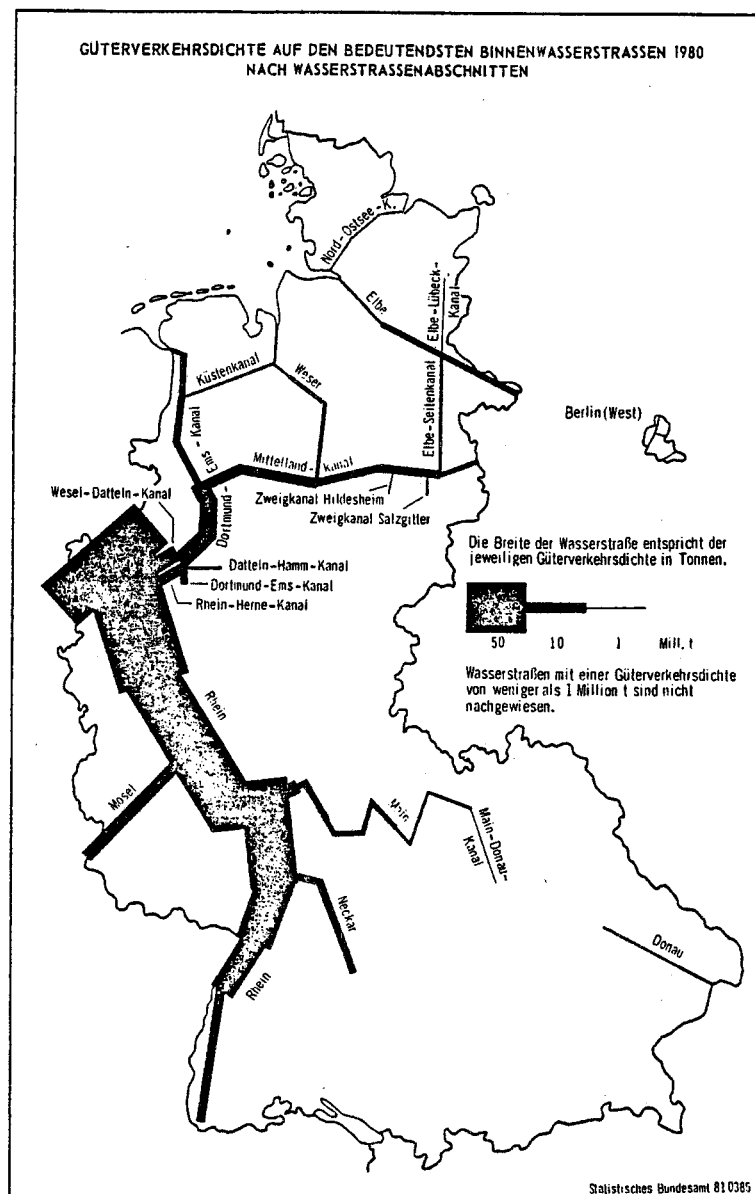 GÜTERVERKEHRSDICHTE AUF DEN BEDEUTENDSTEN BINNENWASSERSTRASSEN 1980
NACH WASSERSTRASSENABSCHNITTEN
Nord-Ostsee-K.
Elbe
Elbe-Lübeck-
Kanal
Küstenkanal
Weser
Elbe-Seitenkanal
Berlin (West)
Dortmund-
Ems-Kanal
Mittelland-
Kanal
Wesel-Datteln-Kanal
Zweigkanal Hildesheim
Zweigkanal Salzgitter
Die Breite der Wasserstraße entspricht der
jeweiligen Güterverkehrsdichte in Tonnen.
Datteln-Hamm-Kanal
Dortmund-Ems-Kanal
Rhein-Herne-Kanal
50 10 1 Mill. t
Wasserstraßen mit einer Güterverkehrsdichte
von weniger als 1 Million t sind nicht
nachgewiesen.
Rhein
Mosel
Main
Main-Donau-
Kanal
Neckar
Donau
Rhein
Statistisches Bundesamt 81 0385